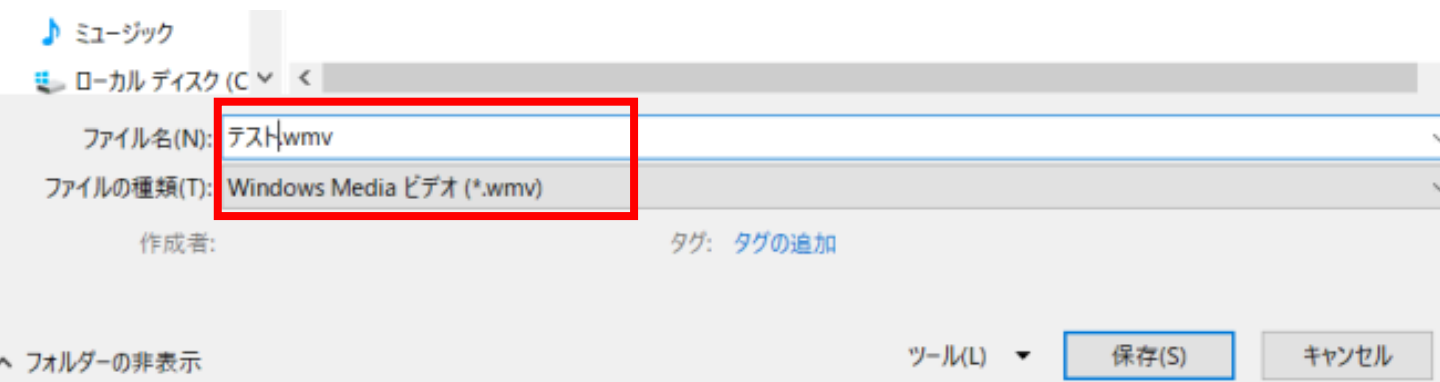 ミュージック
ローカル ディスク (C
ファイル名(N): テスト.wmv
ファイルの種類(T): Windows Media ビデオ (*.wmv)
作成者: タグ: タグの追加
フォルダーの非表示 ツール(L) 保存(S) キャンセル